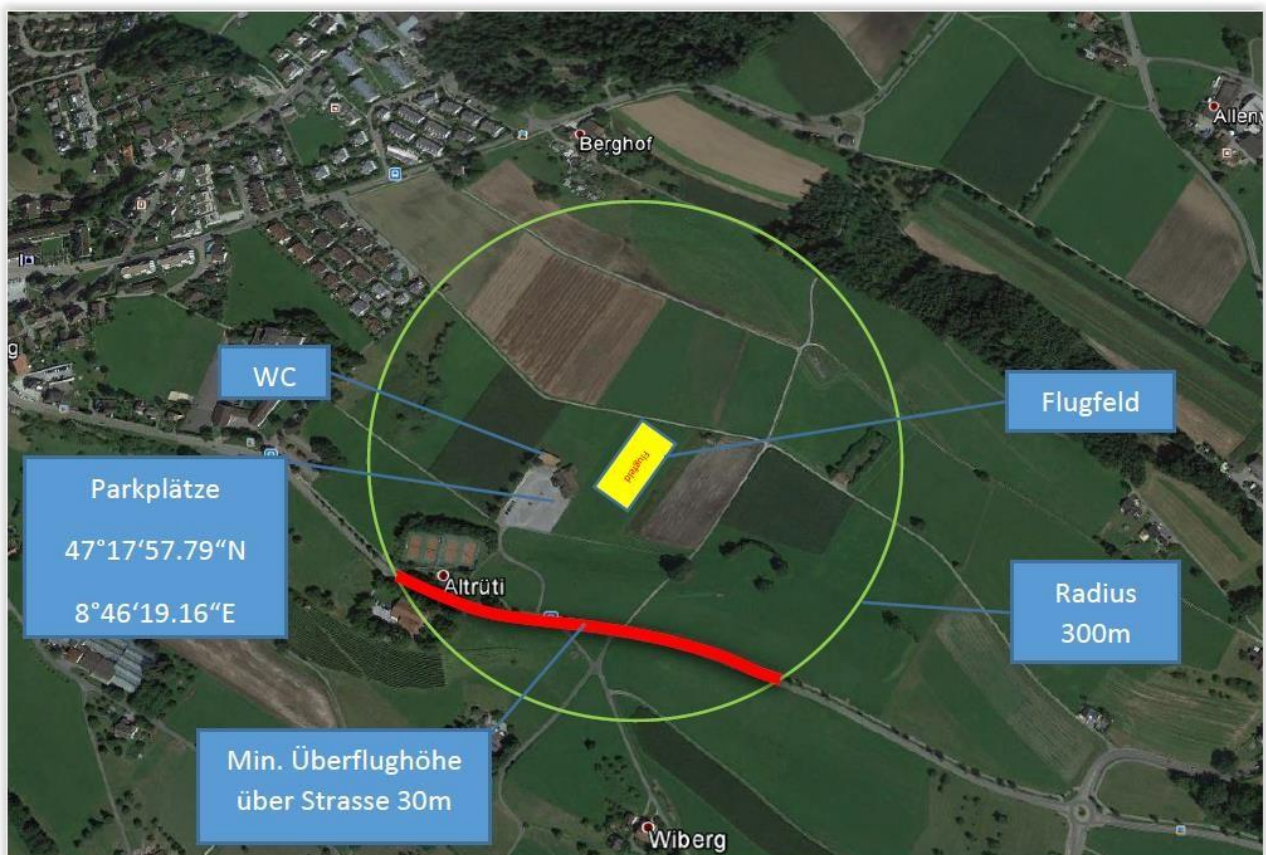 Berghof
Alleny
WC
Flugfeld
Flugfeld
g
Parkplätze
47°17‘57.79“N
8°46‘19.16“E
Altrüti
Radius
300m
Min. Überflughöhe
über Strasse 30m
Wiberg